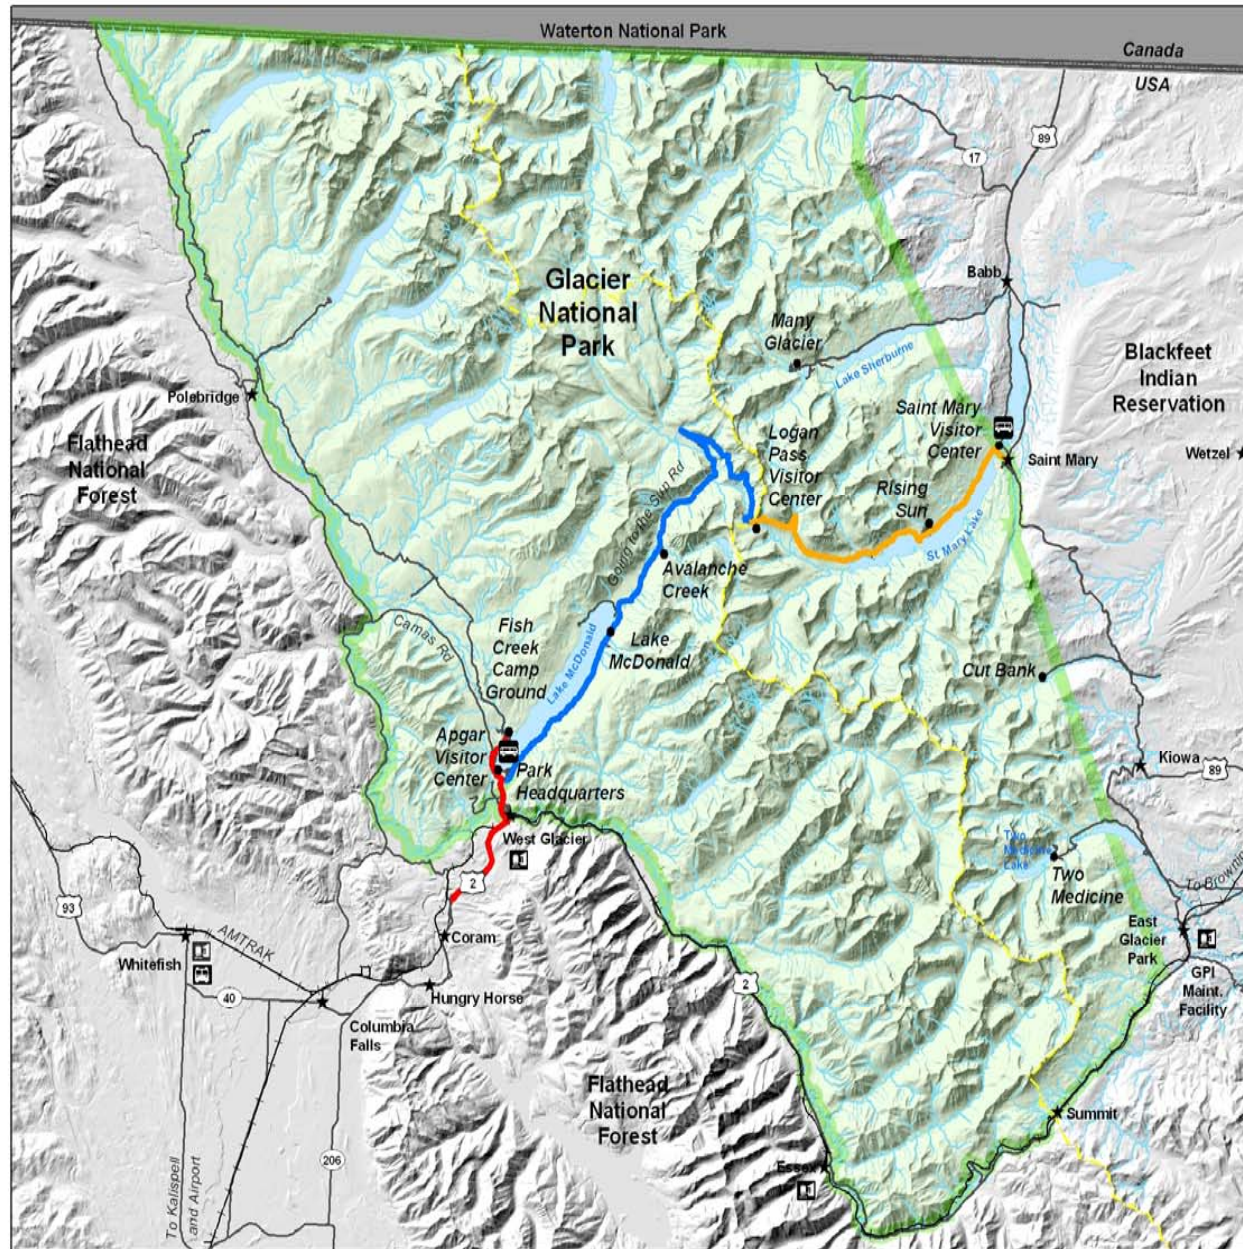 Waterton National Park
Canada
USA
89
17
Glacier
National
Park
Babb
Many
Glacier
Lake Sherburne
Blackfeet
Indian
Reservation
Polebridge
Saint Mary
Visitor
Center
Logan
Pass
Visitor
Center
Flathead
National
Forest
Saint Mary
Wetzel
Rising
Sun
Going to the Sun Rd
St Mary Lake
Avalanche
Creek
Camas Rd
Fish
Creek
Camp
Ground
Lake McDonald
Lake
McDonald
Cut Bank
Apgar
Visitor
Center
Park
Headquarters
Kiowa
89
West Glacier
Two
Medicine
Lake
Two
Medicine
To Browning
2
93
AMTRAK
Coram
East
Glacier
Park
Whitefish
40
Hungry Horse
2
GPI
Maint.
Facility
Columbia
Falls
Flathead
National
Forest
Summit
206
Essex
To Kalispell
and Airport